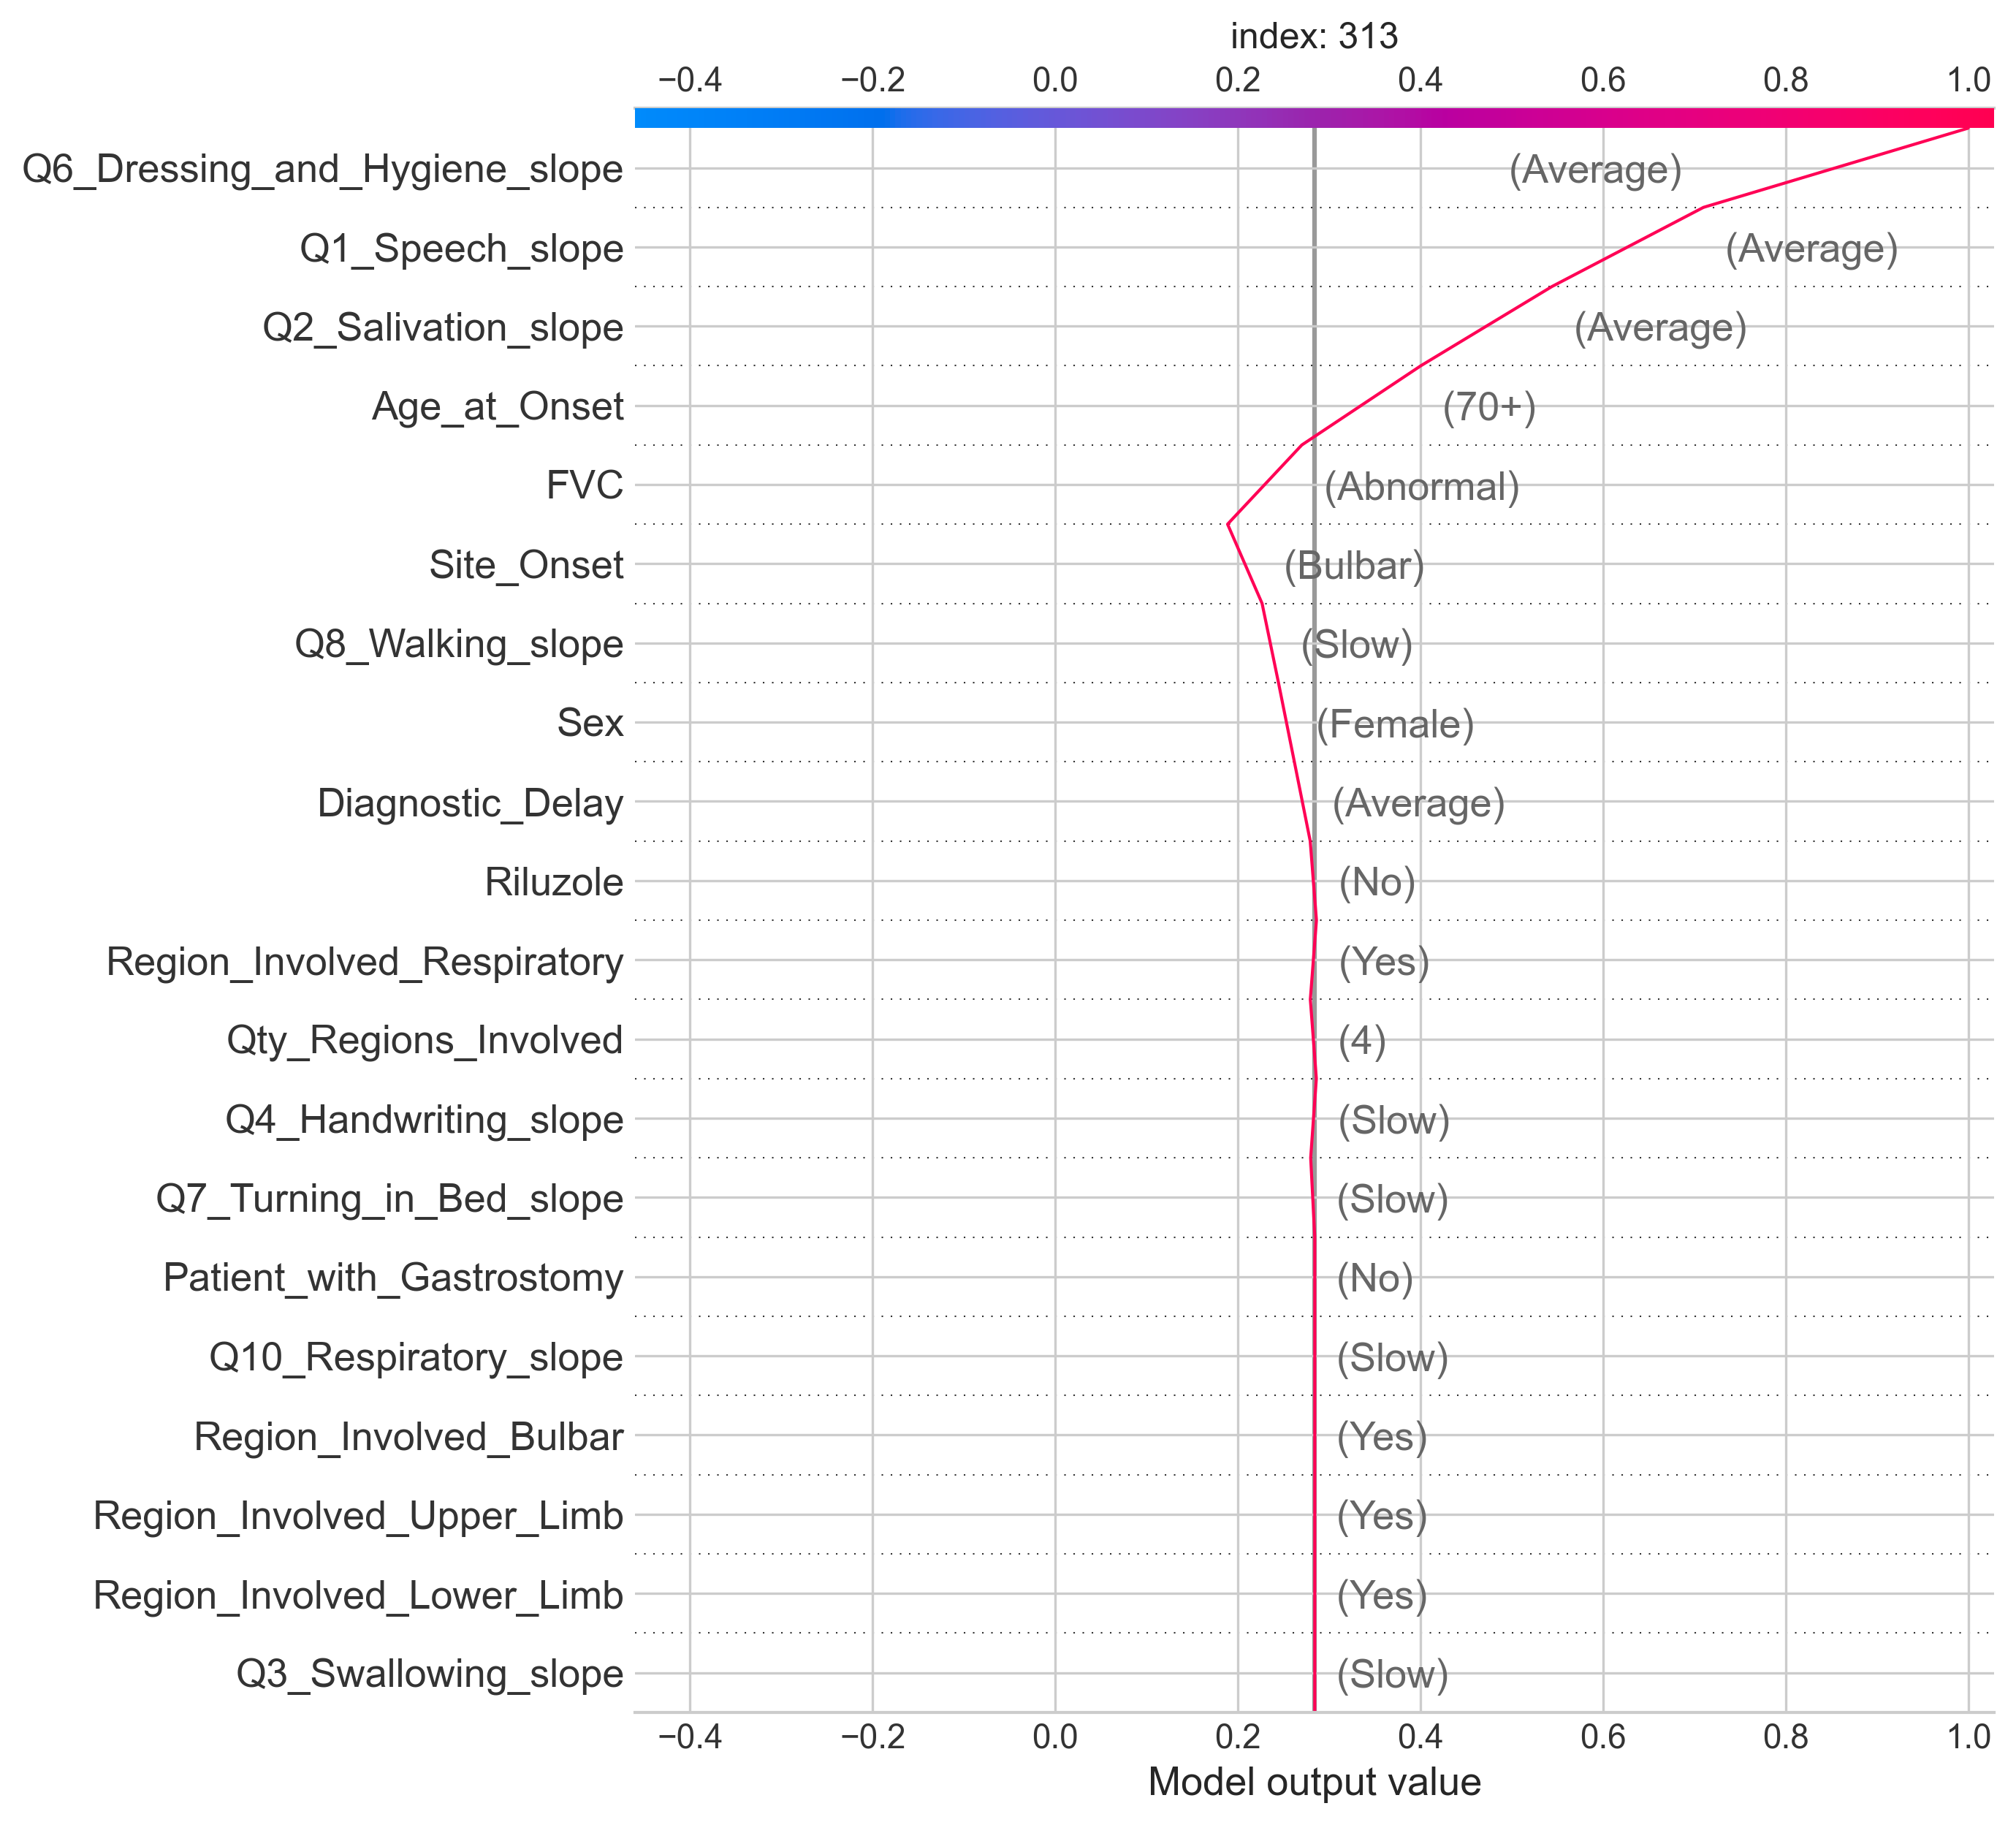 index: 313
−0.4 −0.2 0.0 0.2 0.4 0.6 0.8 1.0
Q6_Dressing_and_Hygiene_slope (Average)
Q1_Speech_slope (Average)
Q2_Salivation_slope (Average)
Age_at_Onset (70+)
FVC (Abnormal)
Site_Onset (Bulbar)
Q8_Walking_slope (Slow)
Sex (Female)
Diagnostic_Delay (Average)
Riluzole (No)
Region_Involved_Respiratory (Yes)
Qty_Regions_Involved (4)
Q4_Handwriting_slope (Slow)
Q7_Turning_in_Bed_slope (Slow)
Patient_with_Gastrostomy (No)
Q10_Respiratory_slope (Slow)
Region_Involved_Bulbar (Yes)
Region_Involved_Upper_Limb (Yes)
Region_Involved_Lower_Limb (Yes)
Q3_Swallowing_slope (Slow)
−0.4 −0.2 0.0 0.2 0.4 0.6 0.8 1.0
Model output value